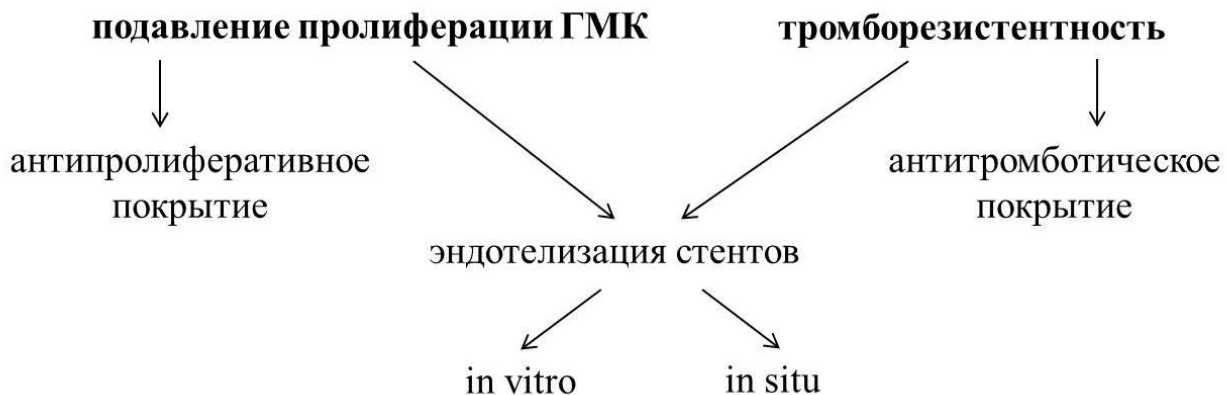 подавление пролиферации ГМК
тромборезистентность
антипролиферативное
покрытие
антитромботическое
покрытие
эндотелизация стентов
in vitro
in situ